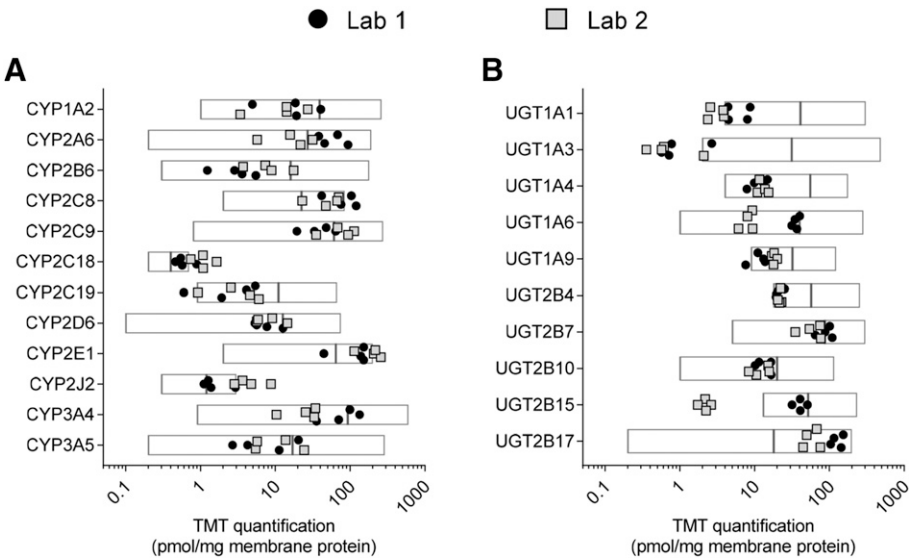 Lab 1 Lab 2
A
CYP1A2
CYP2A6
CYP2B6
CYP2C8
CYP2C9
CYP2C18
CYP2C19
CYP2D6
CYP2E1
CYP2J2
CYP3A4
CYP3A5
0.1 1 10 100 1000
TMT quantification
(pmol/mg membrane protein)
B
UGT1A1
UGT1A3
UGT1A4
UGT1A6
UGT1A9
UGT2B4
UGT2B7
UGT2B10
UGT2B15
UGT2B17
0.1 1 10 100 1000
TMT quantification
(pmol/mg membrane protein)